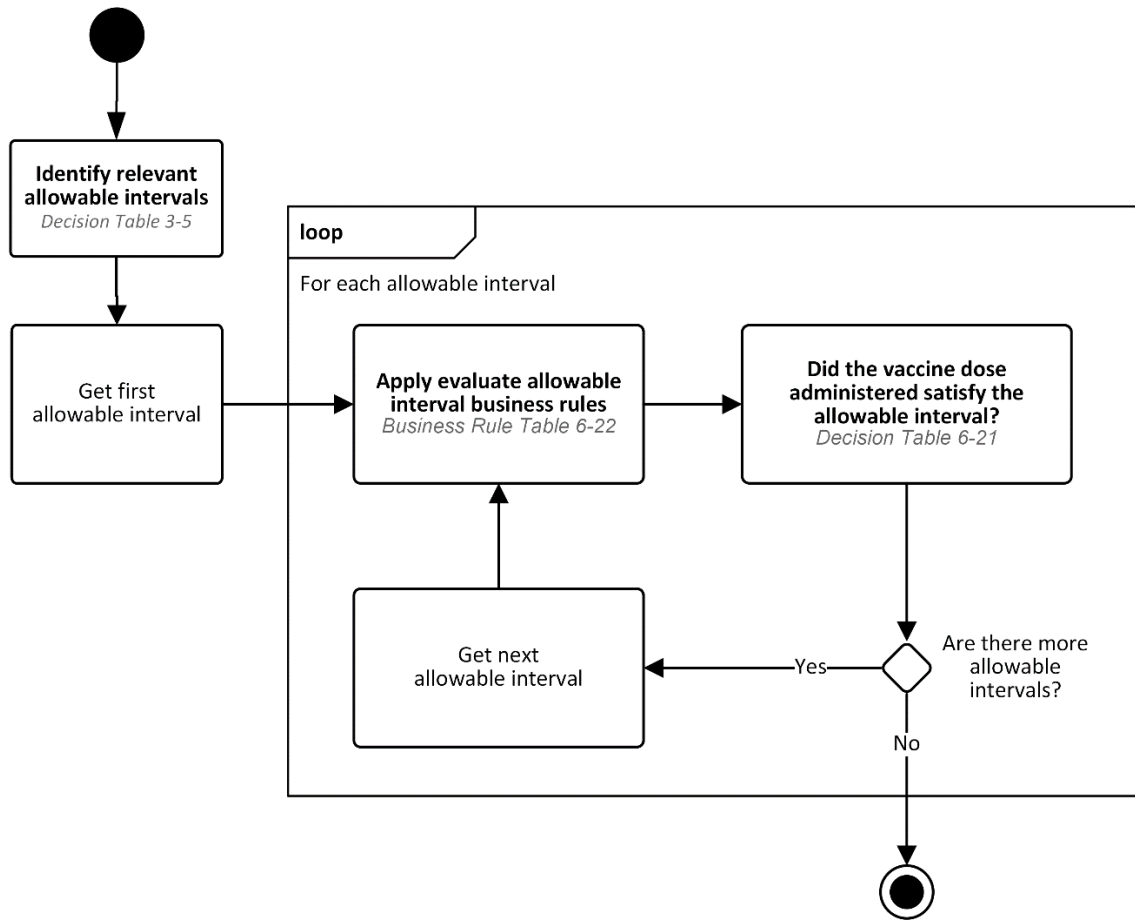 Identify relevant
allowable intervals
Decision Table 3-5
loop
For each allowable interval
Get first
allowable interval
Apply evaluate allowable
interval business rules
Business Rule Table 6-22
Did the vaccine dose
administered satisfy the
allowable interval?
Decision Table 6-21
Get next
allowable interval
Yes
Are there more
allowable
intervals?
No